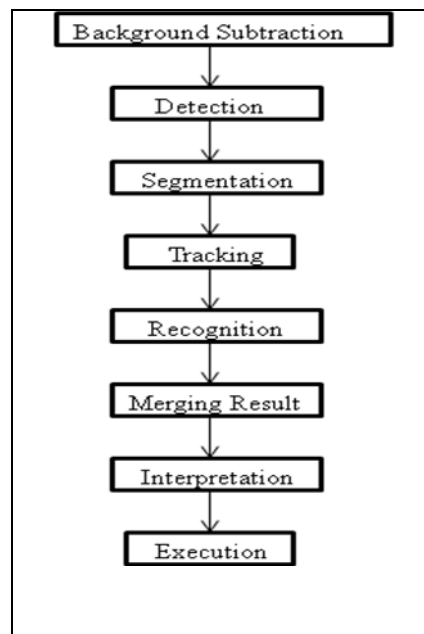 Background Subtraction
Detection
Segmentation
Tracking
Recognition
Merging Result
Interpretation
Execution